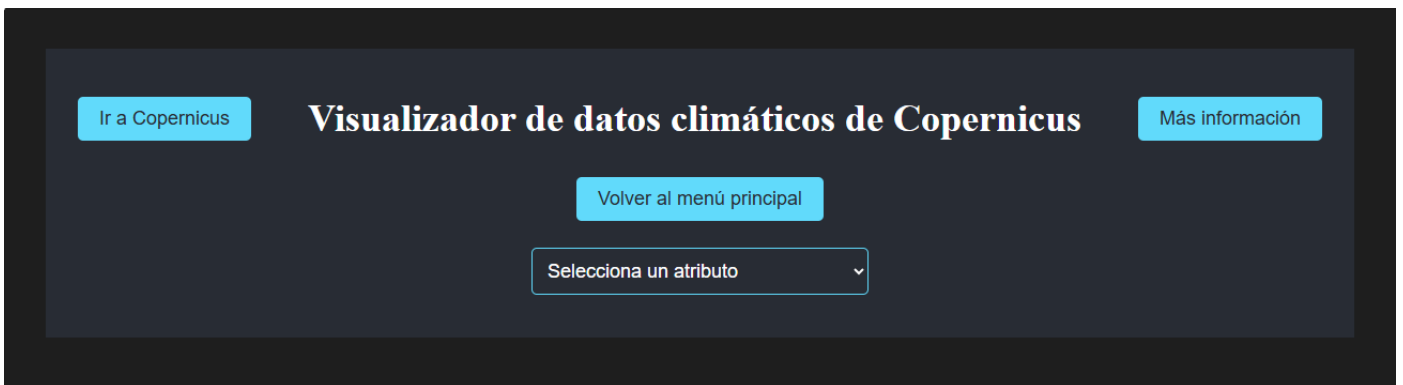 Ir a Copernicus
Visualizador de datos climáticos de Copernicus
Más información
Volver al menú principal
Selecciona un atributo